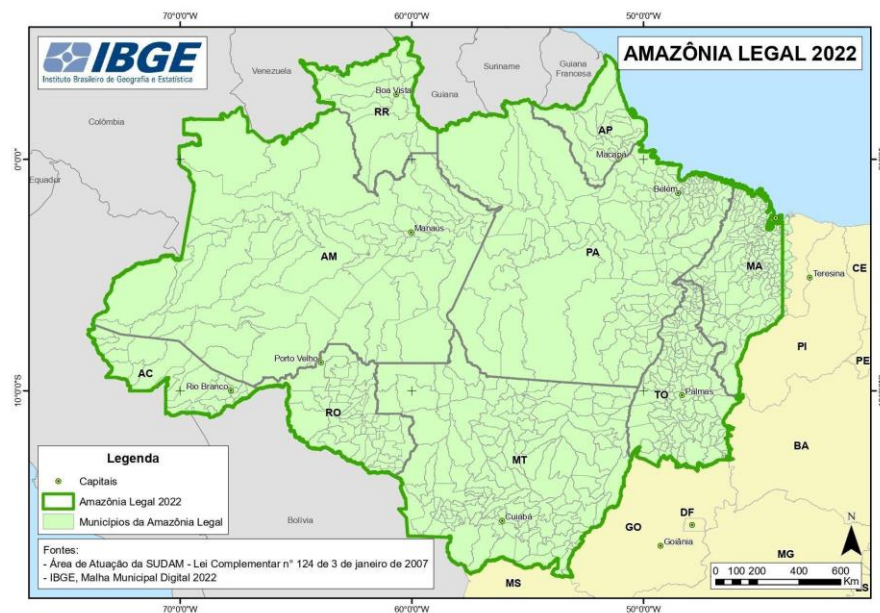 70°0'0"W
60°0'0"W
50°0'0"W
IBGE
Instituto Brasileiro de Geografia e Estatística
AMAZÔNIA LEGAL 2022
Venezuela
Suriname
Guiana
Francesa
Guiana
Colômbia
Boa Vista
RR
AP
Macapá
0°0'0"
Equador
Belém
Manaus
AM
PA
MA
Teresina
CE
PI
PE
Porto Velho
AC
Rio Branco
10°0'0"S
RO
TO
Palmas
BA
MT
Legenda
Capitais
Amazônia Legal 2022
Municípios da Amazônia Legal
Bolívia
Cuiabá
DF
GO
Goiânia
N
MG
MS
Fontes:
- Área de Atuação da SUDAM - Lei Complementar n° 124 de 3 de janeiro de 2007
- IBGE, Malha Municipal Digital 2022
0 100 200 400 600
Km
70°0'0"W
60°0'0"W
50°0'0"W